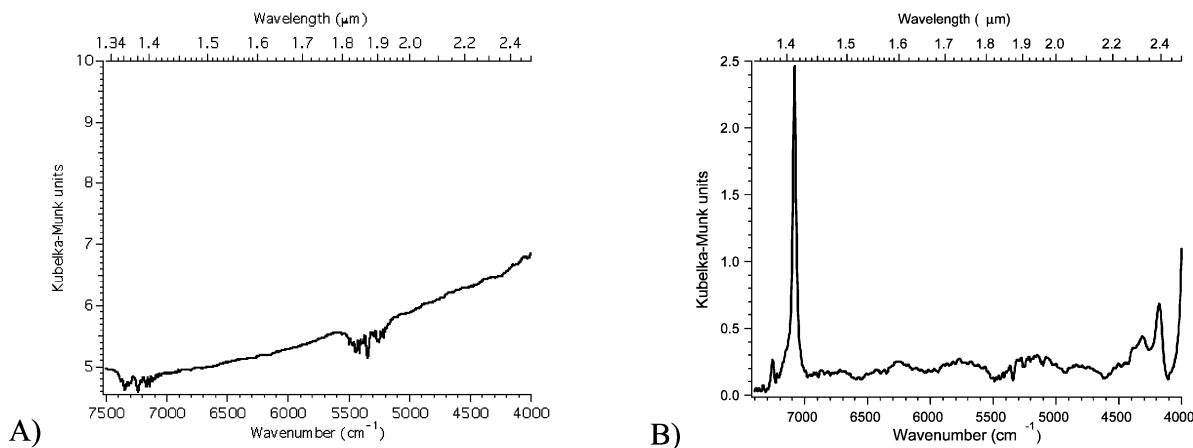 Wavelength (μm)
1.34 1.4 1.5 1.6 1.7 1.8 1.9 2.0 2.2 2.4
10
9
8
7
6
5
Kubelka-Munk units
7500 7000 6500 6000 5500 5000 4500 4000
Wavenumber (cm-1)
A)
Wavelength ( μm)
1.4 1.5 1.6 1.7 1.8 1.9 2.0 2.2 2.4
2.5
2.0
1.5
1.0
0.5
0.0
Kubelka-Munk units
7000 6500 6000 5500 5000 4500 4000
Wavenumber (cm-1)
B)